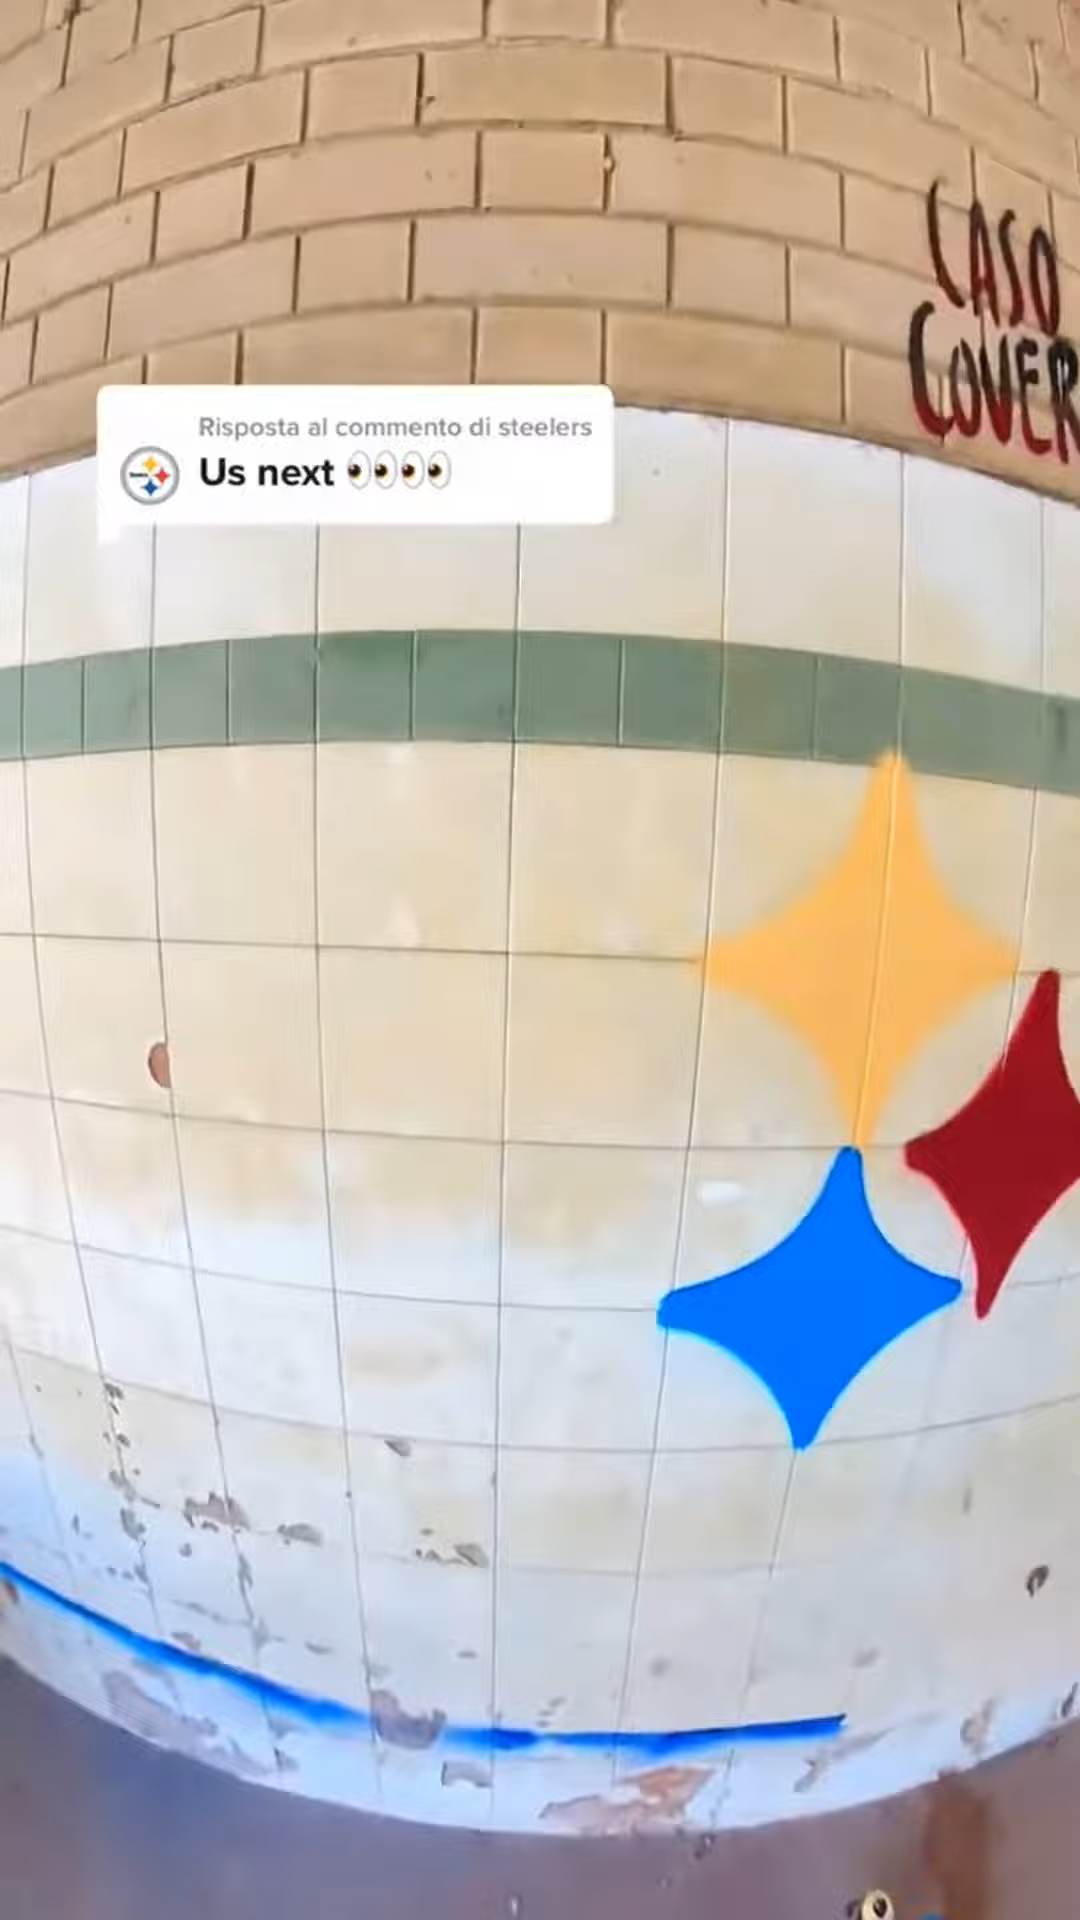 CASO
COVER
Risposta al commento di steelers
Us next 👀👀